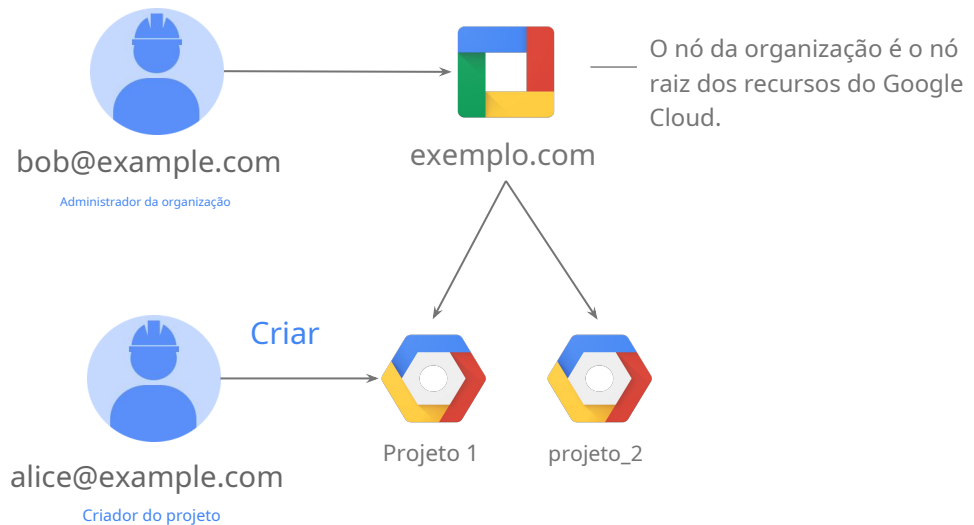 O nó da organização é o nó
raiz dos recursos do Google
Cloud.
bob@example.com
exemplo.com
Administrador da organização
Criar
Projeto 1
projeto_2
alice@example.com
Criador do projeto